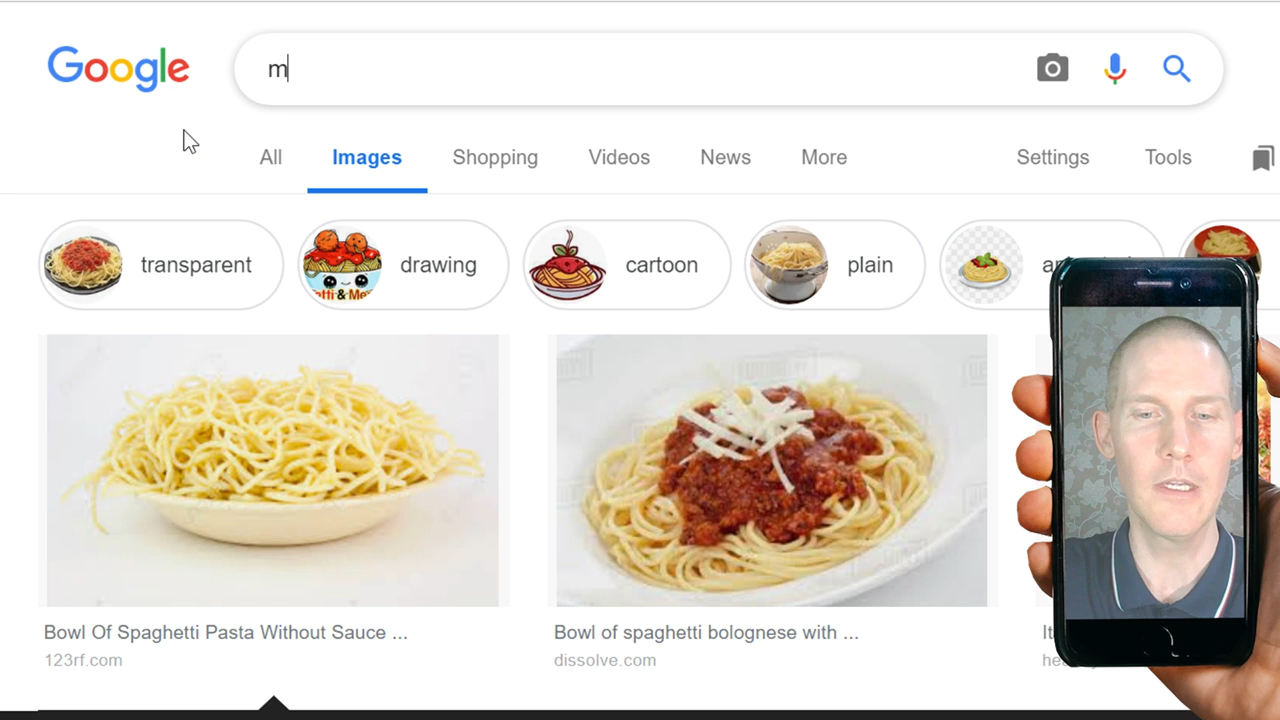 Google
m
All Images Shopping Videos News More Settings Tools
transparent drawing cartoon plain
Bowl Of Spaghetti Pasta Without Sauce ... Bowl of spaghetti bolognese with ...
123rf.com dissolve.com